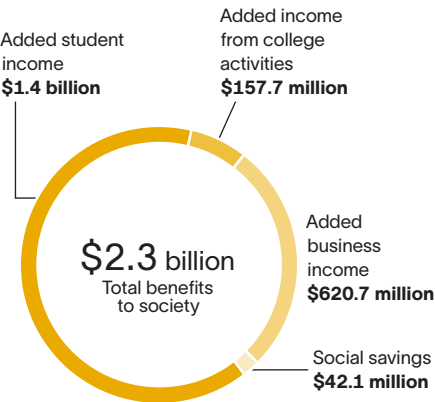 Added student
income
$1.4 billion
Added income
from college
activities
$157.7 million
Added
business
income
$620.7 million
Social savings
$42.1 million
$2.3 billion
Total benefits
to society